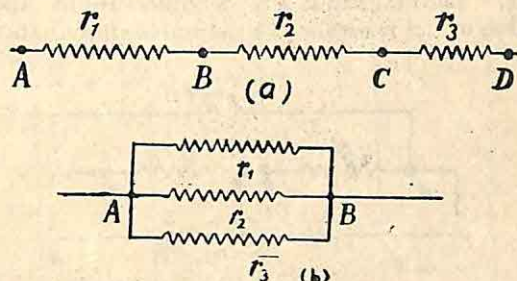 r₁ r₂ r₃
A B C D
(a)
r₁
A B
r₂
r₃ (b)